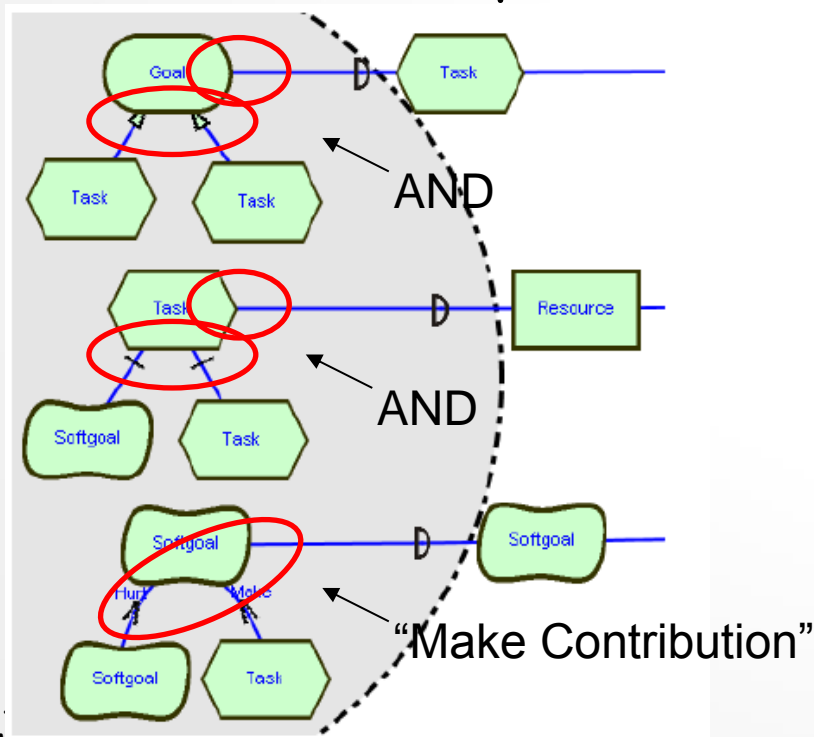 Goal
Task
AND
Task
Task
Task
Resource
AND
Softgoal
Task
Softgoal
Softgoal
Hurt
Make
"Make Contribution"
Softgoal
Task